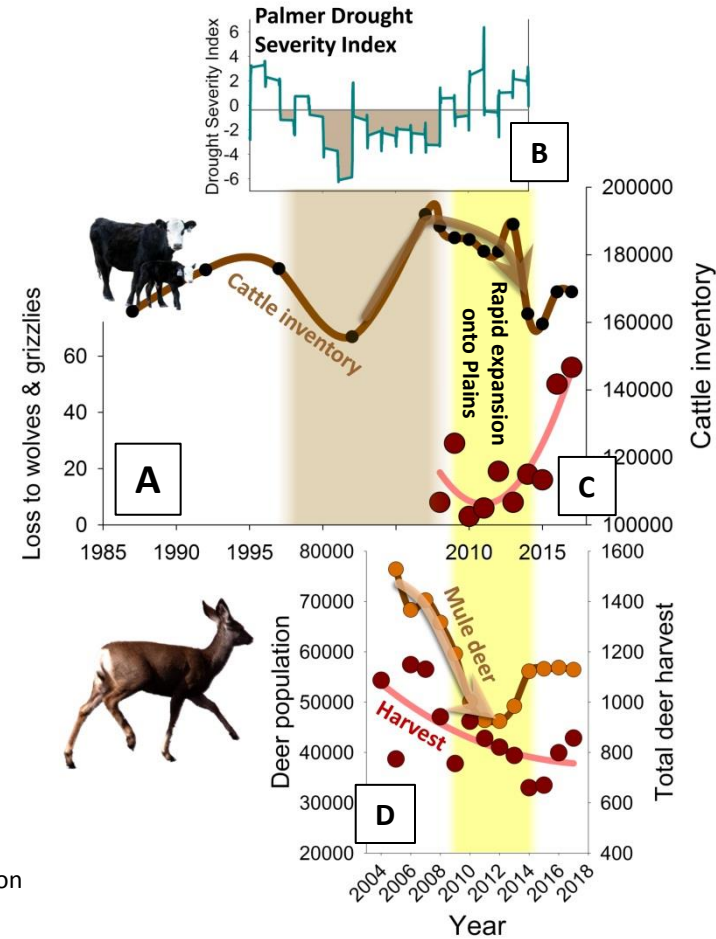 Palmer Drought
Severity Index
Drought Severity Index
6
4
2
0
-2
-4
-6
B
200000
180000
160000
140000
120000
100000
Cattle inventory
Cattle inventory
Rapid expansion
onto Plains
Loss to wolves & grizzlies
60
40
20
0
A
C
1985
1990
1995
2010
2015
80000
70000
60000
50000
40000
30000
20000
Deer population
1600
1400
1200
1000
800
600
400
Total deer harvest
Mule deer
Harvest
D
2004
2006
2008
2010
2012
2014
2016
2018
Year
on